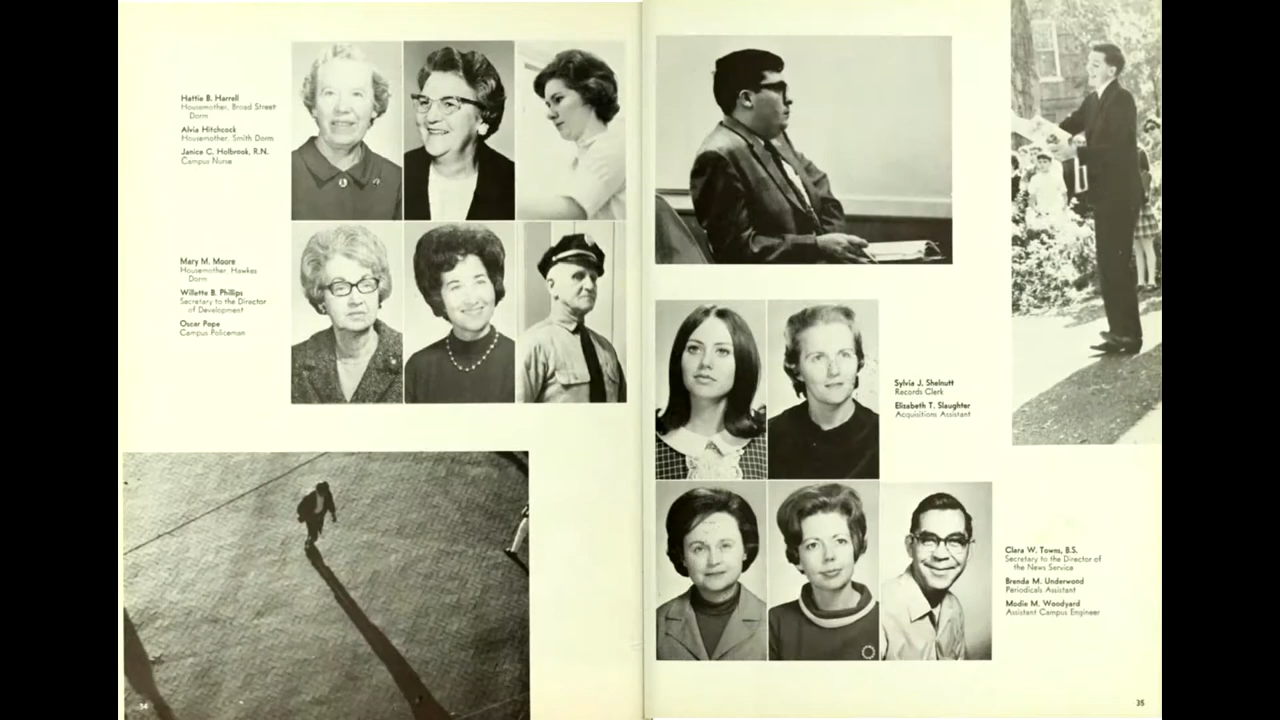 Hattie B. Harrell
Housemother, Broad Street
Dorm
Alvia Hitchcock
Housemother, Smith Dorm
Janice C. Holbrook, R.N.
Campus Nurse
Mary M. Moore
Housemother, Hawkes
Dorm
Willette B. Phillips
Secretary to the Director
of Development
Oscar Pope
Campus Policeman
34
Sylvia J. Shelnutt
Records Clerk
Elizabeth T. Slaughter
Acquisitions Assistant
Clara W. Towns, B.S.
Secretary to the Director of
the News Service
Brenda M. Underwood
Periodicals Assistant
Modie M. Woodyard
Assistant Campus Engineer
35